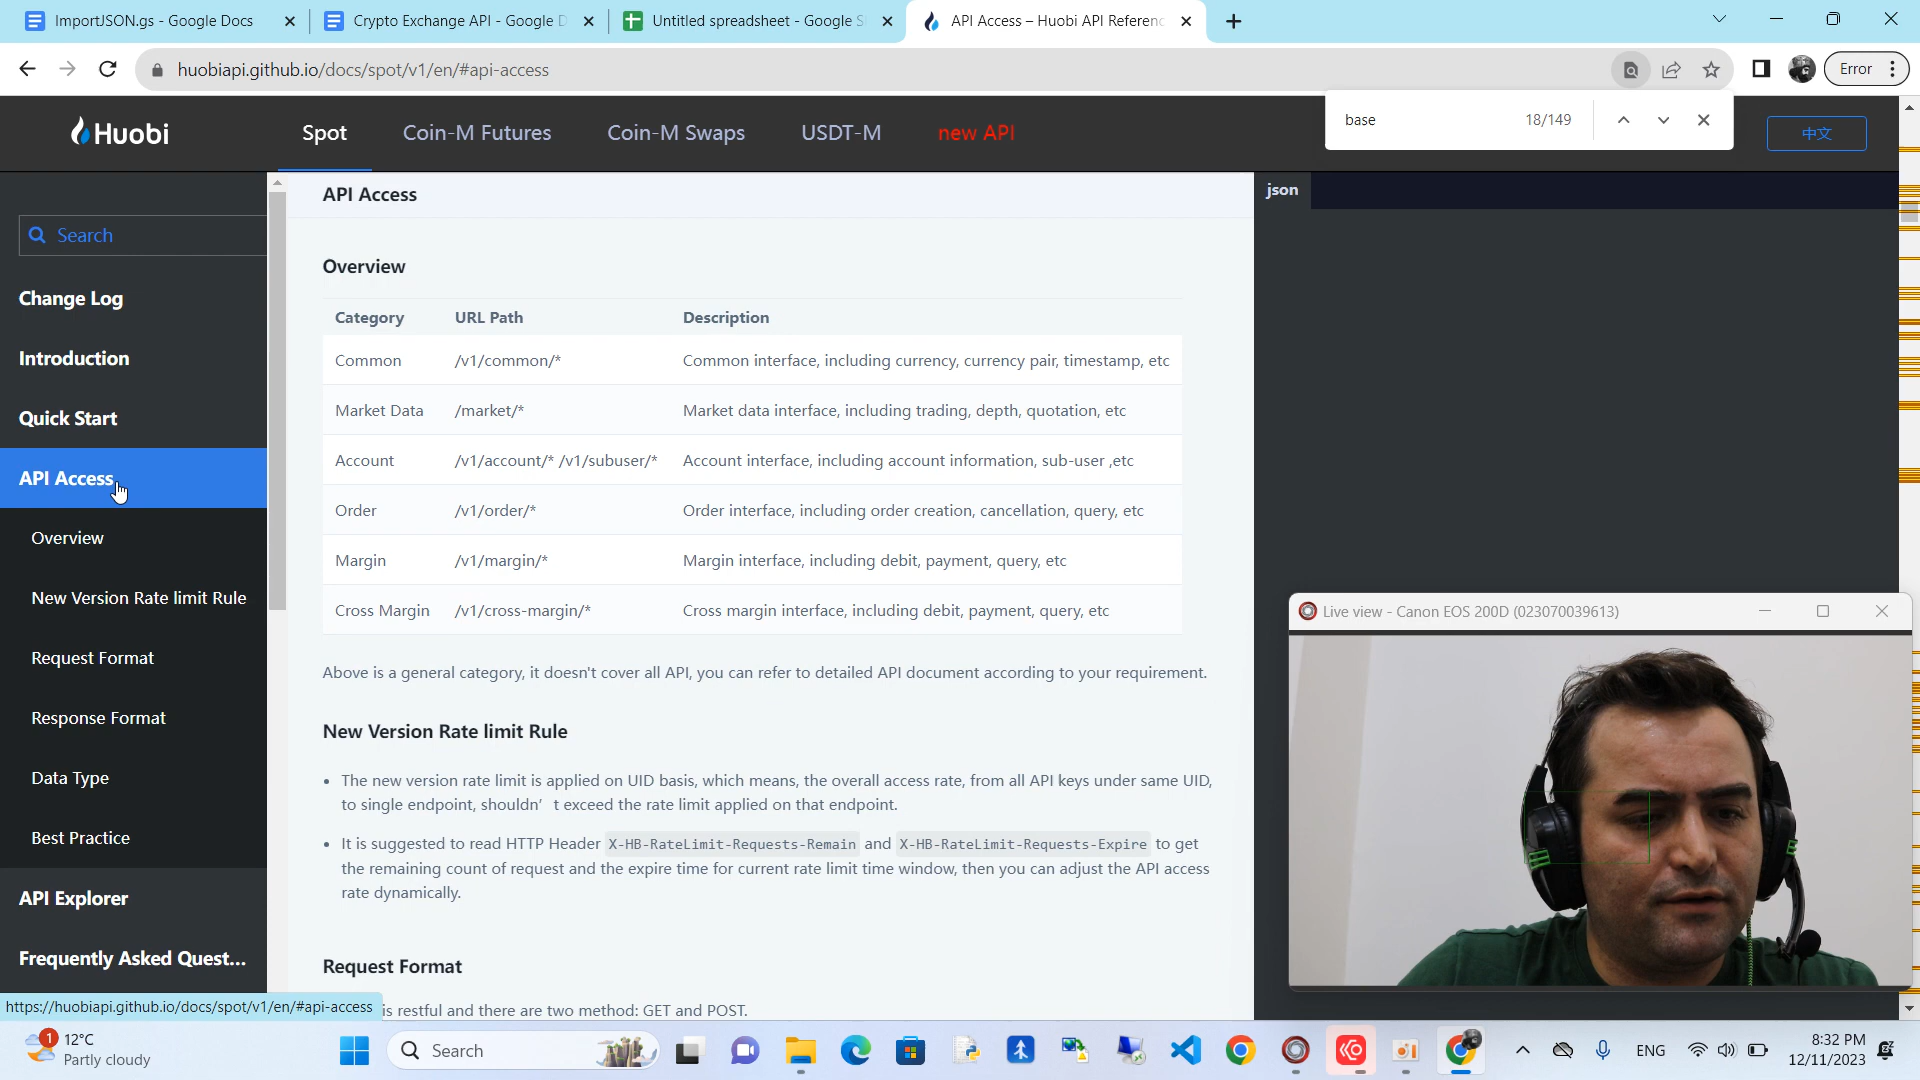 ImportJSON.gs - Google Docs
Crypto Exchange API - Google D
Untitled spreadsheet - Google S
API Access – Huobi API Referenc
huobiapi.github.io/docs/spot/v1/en/#api-access
Error
base 18/149
Huobi
Spot
Coin-M Futures
Coin-M Swaps
USDT-M
new API
中文
Search
Change Log
Introduction
Quick Start
API Access
Overview
New Version Rate limit Rule
Request Format
Response Format
Data Type
Best Practice
API Explorer
Frequently Asked Quest...
https://huobiapi.github.io/docs/spot/v1/en/#api-access
API Access
Overview
Category URL Path Description
Common /v1/common/* Common interface, including currency, currency pair, timestamp, etc
Market Data /market/* Market data interface, including trading, depth, quotation, etc
Account /v1/account/* /v1/subuser/* Account interface, including account information, sub-user ,etc
Order /v1/order/* Order interface, including order creation, cancellation, query, etc
Margin /v1/margin/* Margin interface, including debit, payment, query, etc
Cross Margin /v1/cross-margin/* Cross margin interface, including debit, payment, query, etc
Above is a general category, it doesn't cover all API, you can refer to detailed API document according to your requirement.
New Version Rate limit Rule
• The new version rate limit is applied on UID basis, which means, the overall access rate, from all API keys under same UID,
to single endpoint, shouldn’ t exceed the rate limit applied on that endpoint.
• It is suggested to read HTTP Header X-HB-RateLimit-Requests-Remain and X-HB-RateLimit-Requests-Expire to get
the remaining count of request and the expire time for current rate limit time window, then you can adjust the API access
rate dynamically.
Request Format
is restful and there are two method: GET and POST.
json
Live view - Canon EOS 200D (023070039613)
1
12°C
Partly cloudy
Search
ENG
8:32 PM
12/11/2023